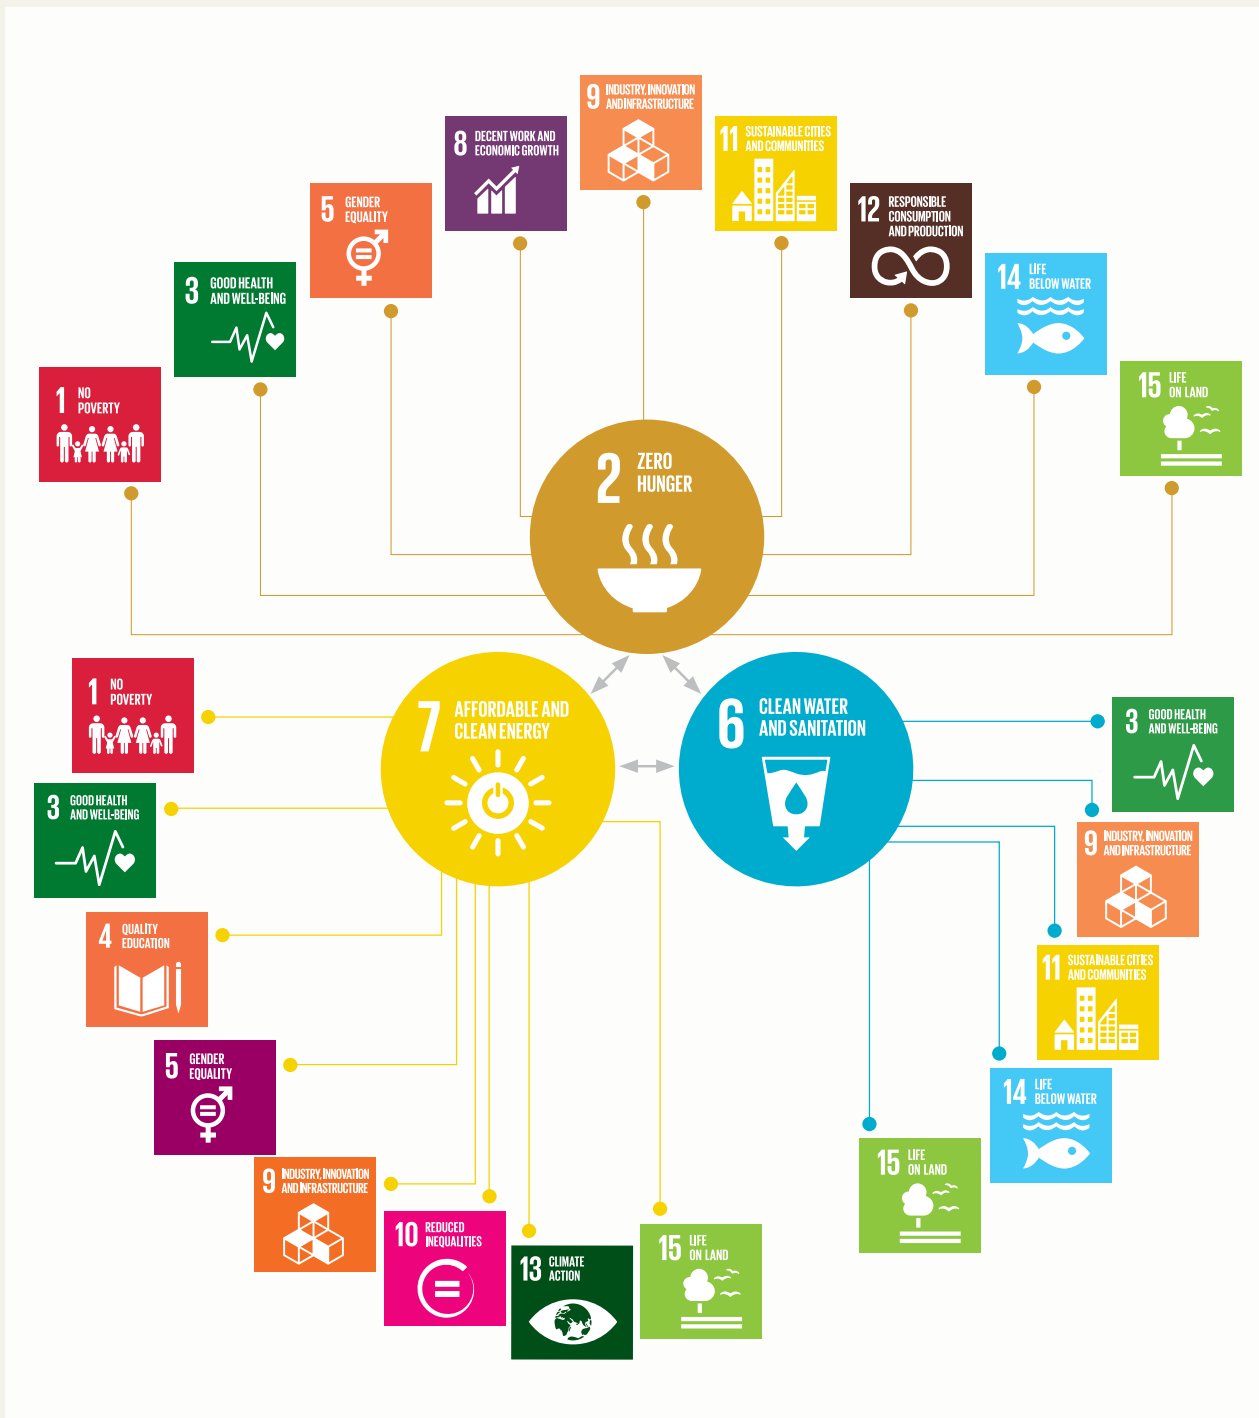 9 INDUSTRY, INNOVATION
AND INFRASTRUCTURE
8 DECENT WORK AND
ECONOMIC GROWTH
11 SUSTAINABLE CITIES
AND COMMUNITIES
5 GENDER
EQUALITY
12 RESPONSIBLE
CONSUMPTION
AND PRODUCTION
3 GOOD HEALTH
AND WELL-BEING
14 LIFE
BELOW WATER
1 NO
POVERTY
15 LIFE
ON LAND
2 ZERO
HUNGER
7 AFFORDABLE AND
CLEAN ENERGY
6 CLEAN WATER
AND SANITATION
1 NO
POVERTY
3 GOOD HEALTH
AND WELL-BEING
4 QUALITY
EDUCATION
5 GENDER
EQUALITY
9 INDUSTRY, INNOVATION
AND INFRASTRUCTURE
10 REDUCED
INEQUALITIES
13 CLIMATE
ACTION
15 LIFE
ON LAND
3 GOOD HEALTH
AND WELL-BEING
9 INDUSTRY, INNOVATION
AND INFRASTRUCTURE
11 SUSTAINABLE CITIES
AND COMMUNITIES
14 LIFE
BELOW WATER
15 LIFE
ON LAND